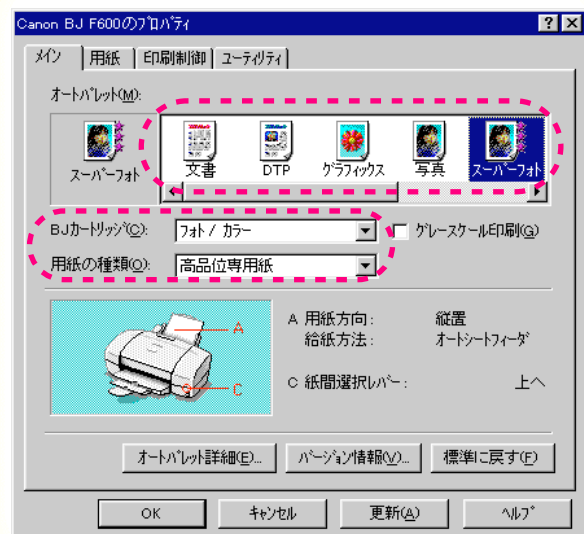 Canon BJ F600のﾌﾟﾛﾊﾟﾃｨ
ﾒｲﾝ 用紙 印刷制御 ﾕｰﾃｨﾘﾃｨ
ｵｰﾄﾊﾟﾚｯﾄ(M):
ｽｰﾊﾟｰﾌｫﾄ 文書 DTP ｸﾞﾗﾌｨｯｸｽ 写真 ｽｰﾊﾟｰﾌｫﾄ
BJｶｰﾄﾘｯｼﾞ(C): ﾌｫﾄ / ｶﾗｰ ｸﾞﾚｰｽｹｰﾙ印刷(G)
用紙の種類(O): 高品位専用紙
A A 用紙方向: 縦置
給紙方法: ｵｰﾄｼｰﾄﾌｨｰﾀﾞ
C C 紙間選択ﾚﾊﾞｰ: 上へ
ｵｰﾄﾊﾟﾚｯﾄ詳細(E)... ﾊﾞｰｼﾞｮﾝ情報(V)... 標準に戻す(F)
OK ｷｬﾝｾﾙ 更新(A) ﾍﾙﾌﾟ